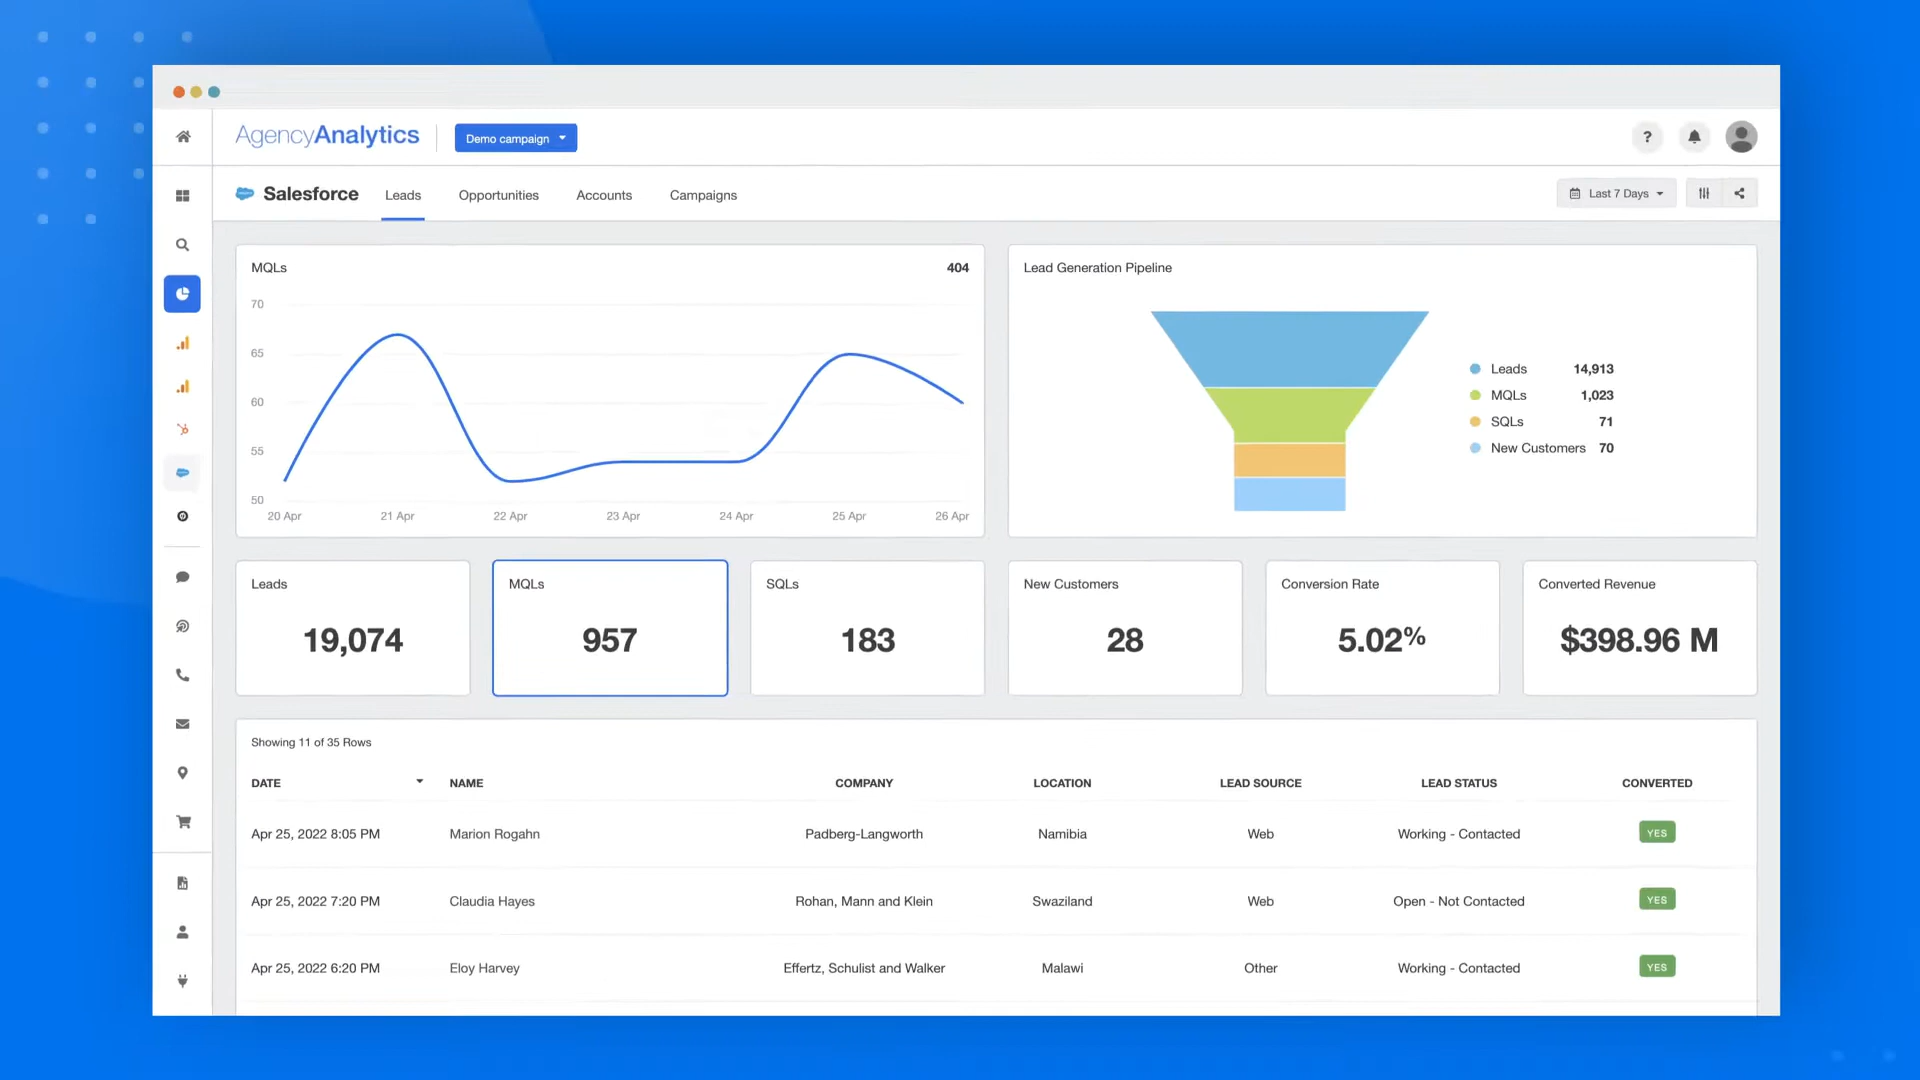 AgencyAnalytics
Demo campaign
?
Salesforce
Leads
Opportunities
Accounts
Campaigns
Last 7 Days
MQLs
404
70
65
60
55
50
20 Apr
21 Apr
22 Apr
23 Apr
24 Apr
25 Apr
26 Apr
Lead Generation Pipeline
Leads 14,913
MQLs 1,023
SQLs 71
New Customers 70
Leads
19,074
MQLs
957
SQLs
183
New Customers
28
Conversion Rate
5.02%
Converted Revenue
$398.96 M
Showing 11 of 35 Rows
DATE NAME COMPANY LOCATION LEAD SOURCE LEAD STATUS CONVERTED
Apr 25, 2022 8:05 PM Marion Rogahn Padberg-Langworth Namibia Web Working - Contacted YES
Apr 25, 2022 7:20 PM Claudia Hayes Rohan, Mann and Klein Swaziland Web Open - Not Contacted YES
Apr 25, 2022 6:20 PM Eloy Harvey Effertz, Schulist and Walker Malawi Other Working - Contacted YES